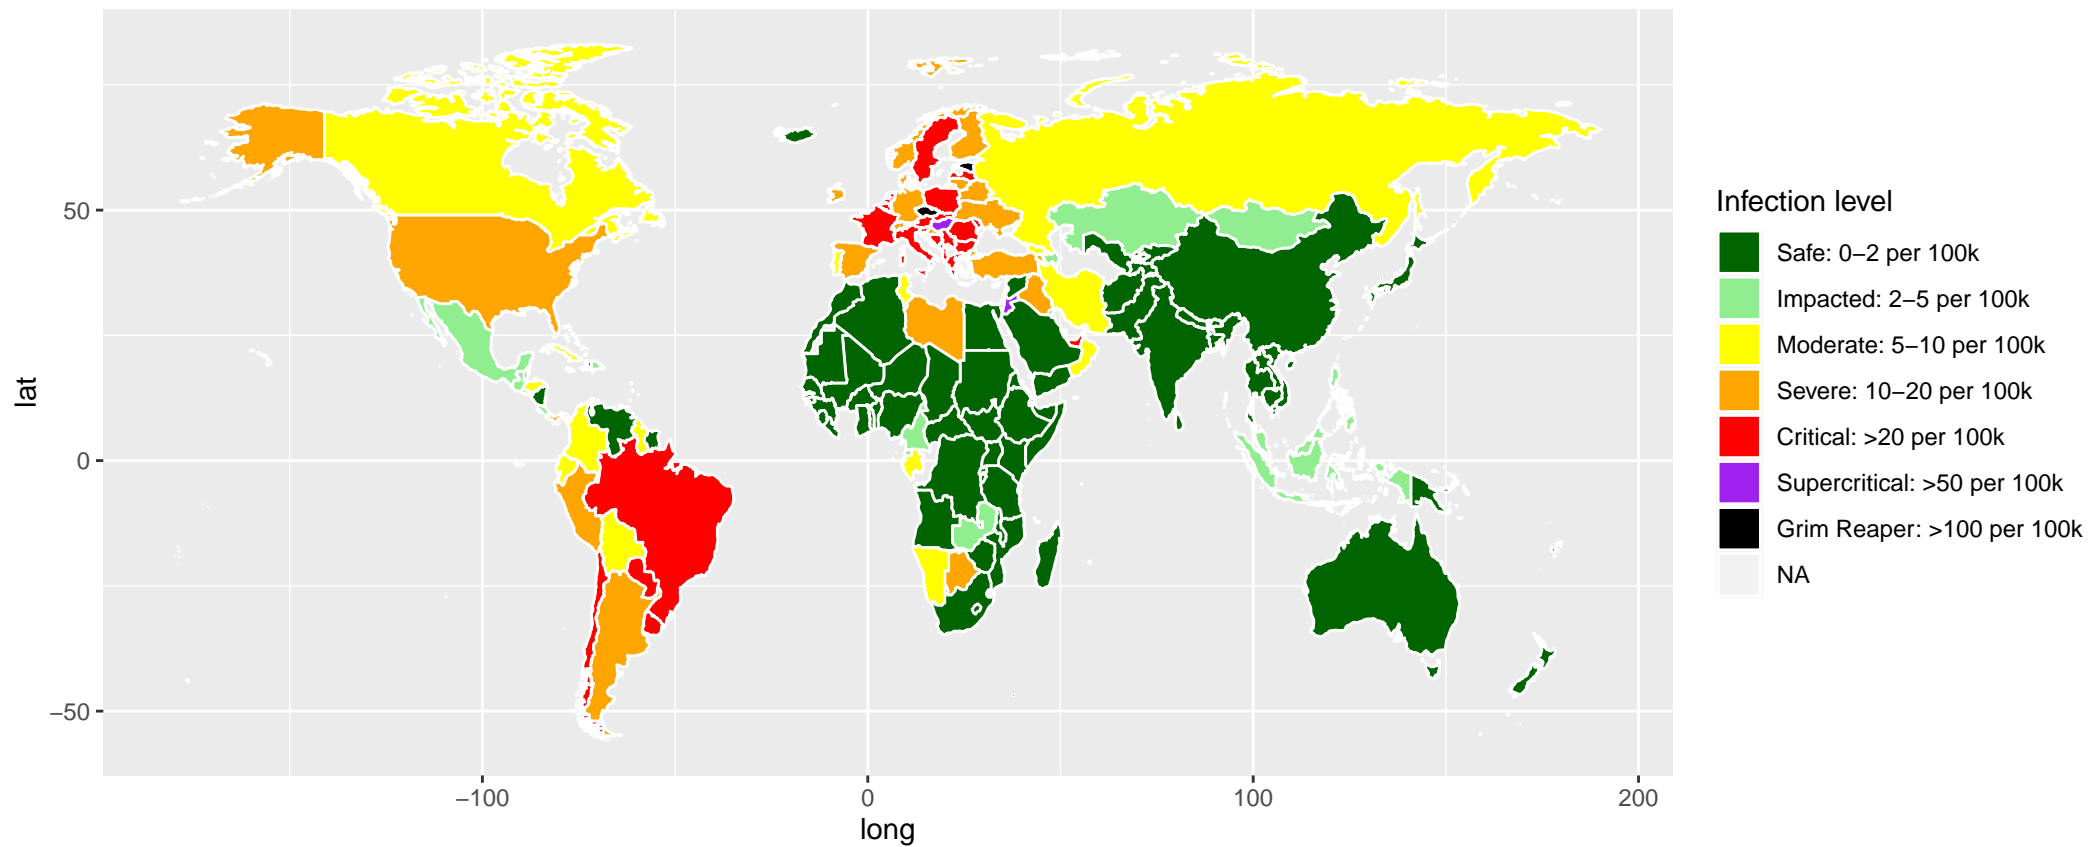 lat
50
0
−50
−100
0
100
200
long
Infection level
Safe: 0−2 per 100k
Impacted: 2−5 per 100k
Moderate: 5−10 per 100k
Severe: 10−20 per 100k
Critical: >20 per 100k
Supercritical: >50 per 100k
Grim Reaper: >100 per 100k
NA